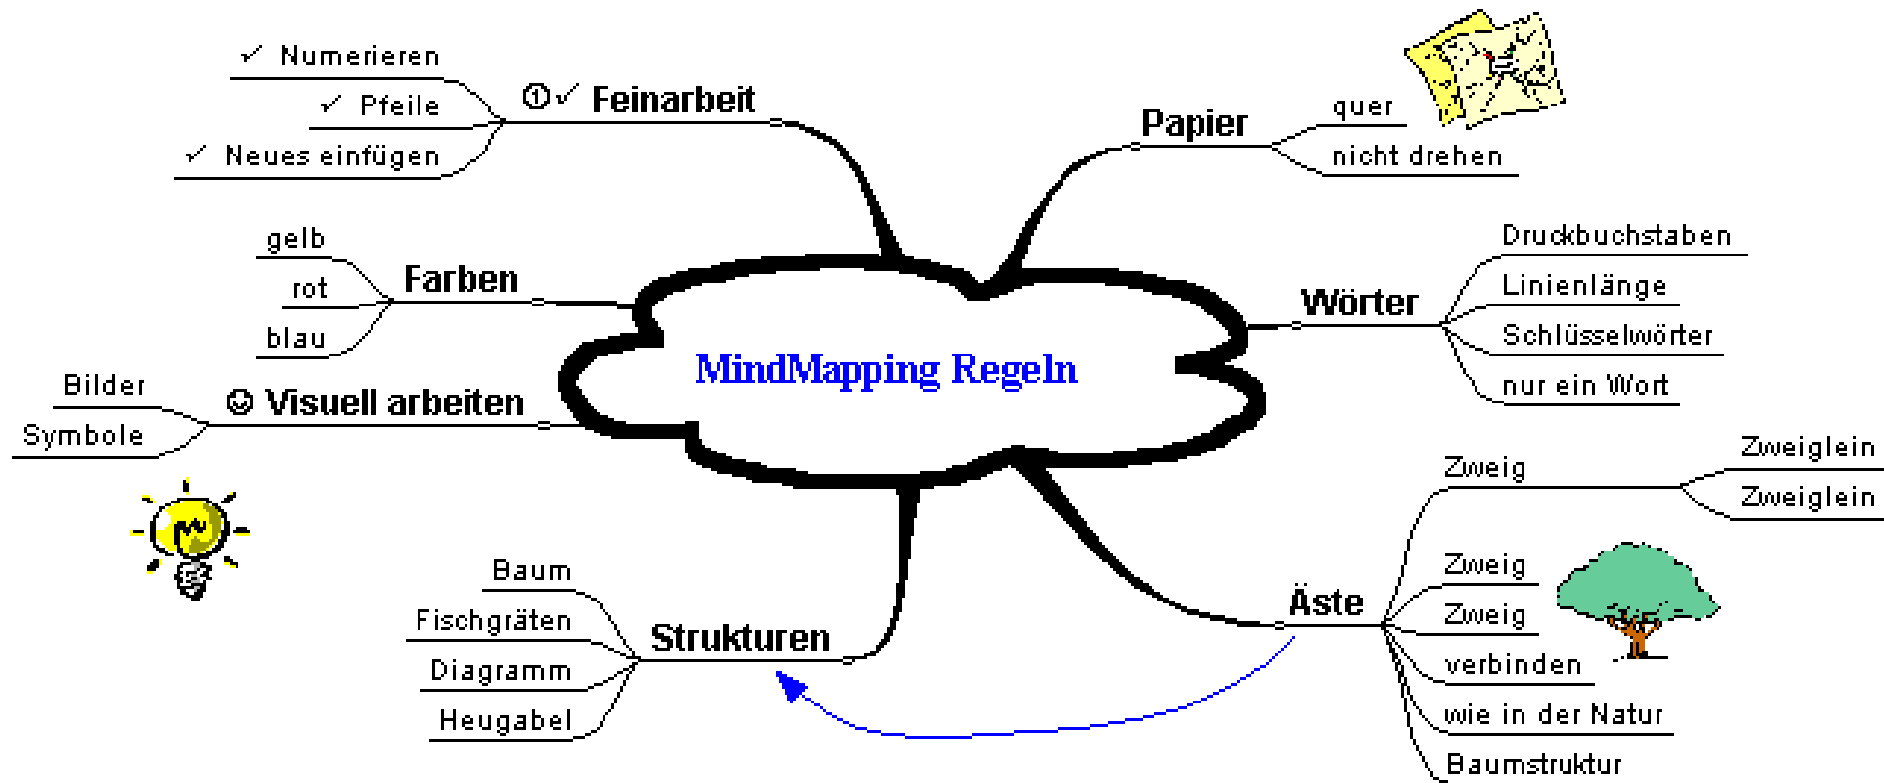 MindMapping Regeln
① ✓ Feinarbeit
✓ Numerieren
✓ Pfeile
✓ Neues einfügen
Farben
gelb
rot
blau
Visuell arbeiten
Bilder
Symbole
Strukturen
Baum
Fischgräten
Diagramm
Heugabel
Papier
quer
nicht drehen
Wörter
Druckbuchstaben
Linienlänge
Schlüsselwörter
nur ein Wort
Äste
Zweig
Zweiglein
Zweiglein
Zweig
Zweig
verbinden
wie in der Natur
Baumstruktur